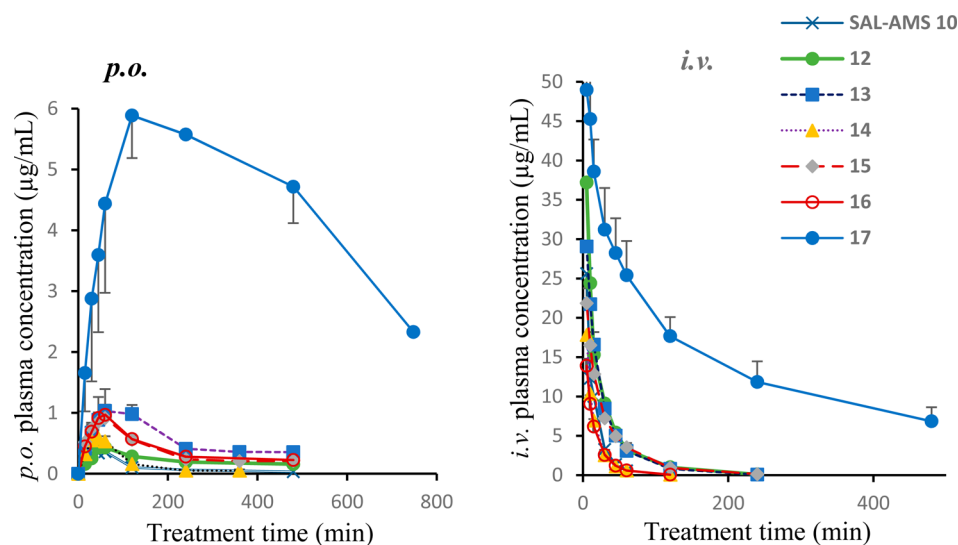 p.o.
p.o. plasma concentration (µg/mL)
6
5
4
3
2
1
0
0 200 400 600 800
Treatment time (min)
i.v.
i.v. plasma concentration (µg/mL)
50
45
40
35
30
25
20
15
10
5
0
0 200 400
Treatment time (min)
SAL-AMS 10
12
13
14
15
16
17